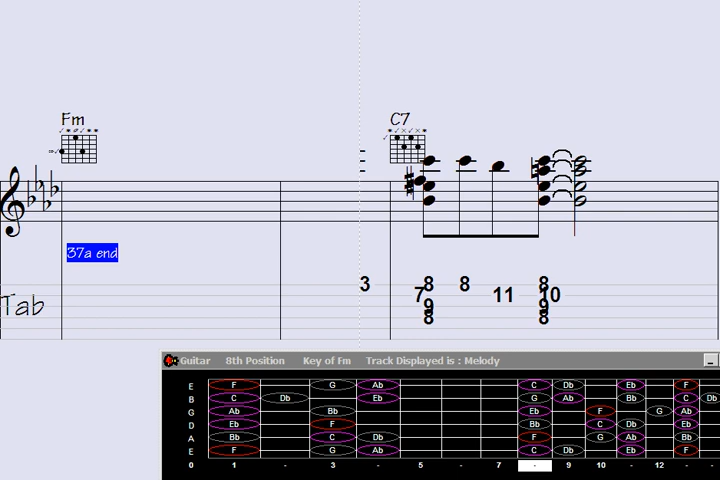 Fm C7
37a end
3 8 8 8
7 11 10
9 9
8 8
Tab
Guitar 8th Position Key of Fm Track Displayed is : Melody
E F G Ab C Db Eb F
B C Db Eb G Ab Bb C Db
G Ab Bb Eb F G Ab
D Eb F Bb C Db Eb
A Bb C Db F G Ab Bb
E F G Ab C Db Eb F
0 1 - 3 - 5 - 7 - 9 10 - 12 - -